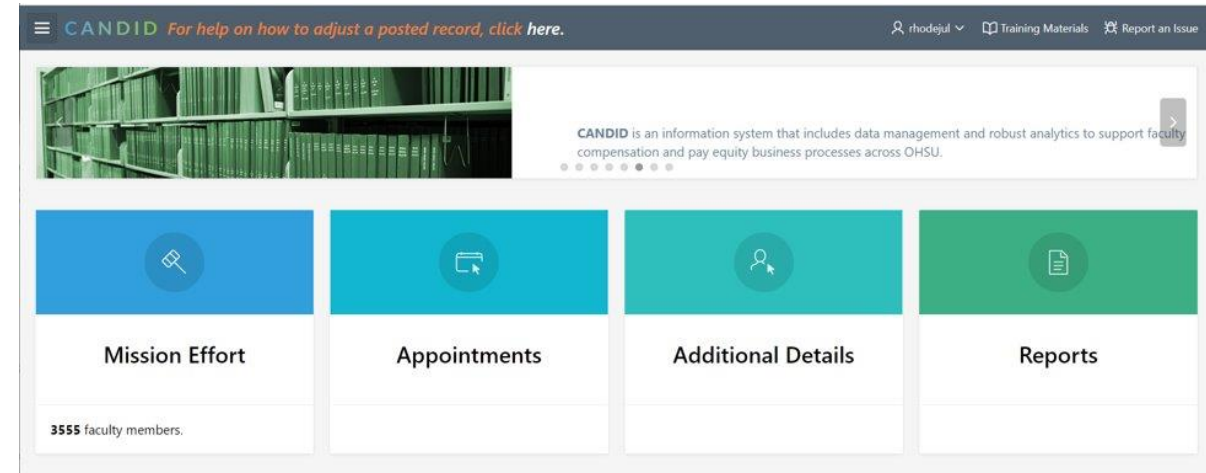 CANDID For help on how to adjust a posted record, click here. rhodejul Training Materials Report an Issue
CANDID is an information system that includes data management and robust analytics to support faculty
compensation and pay equity business processes across OHSU.
Mission Effort
Appointments
Additional Details
Reports
3555 faculty members.